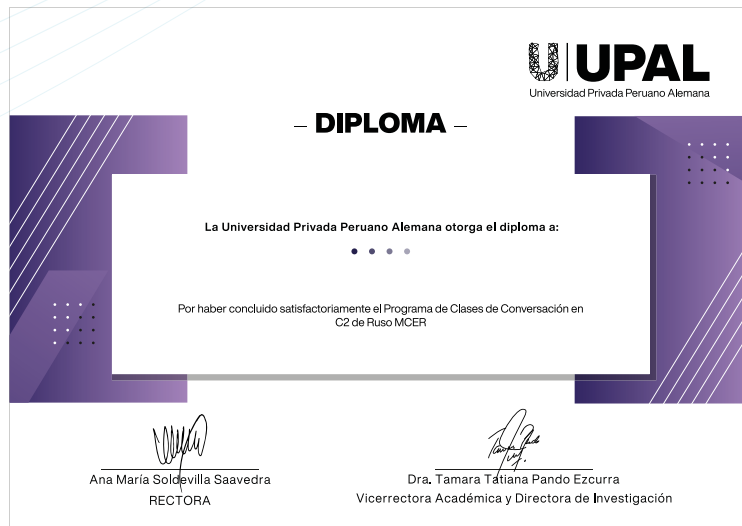 UPAL
Universidad Privada Peruano Alemana
– DIPLOMA –
La Universidad Privada Peruano Alemana otorga el diploma a:
Por haber concluido satisfactoriamente el Programa de Clases de Conversación en
C2 de Ruso MCER
Ana María Soldevilla Saavedra
RECTORA
Dra. Tamara Tatiana Pando Ezcurra
Vicerrectora Académica y Directora de Investigación